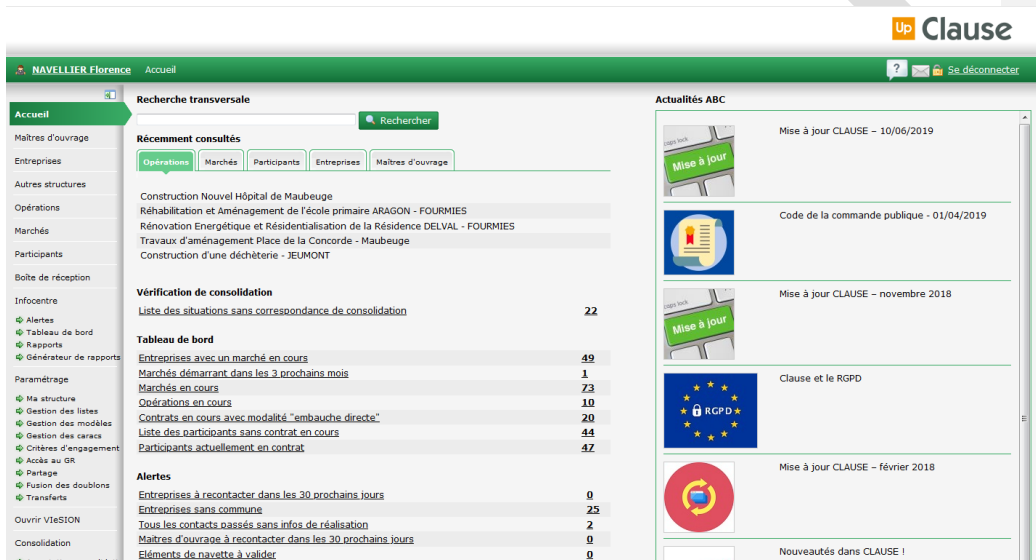 Up Clause
NAVELLIER Florence Accueil
? Se déconnecter
Accueil
Maîtres d'ouvrage
Entreprises
Autres structures
Opérations
Marchés
Participants
Boîte de réception
Infocentre
Alertes
Tableau de bord
Rapports
Générateur de rapports
Paramétrage
Ma structure
Gestion des listes
Gestion des modèles
Gestion des caracs
Critères d'engagement
Accès au GR
Partage
Fusion des doublons
Transferts
Ouvrir VIeSION
Consolidation
Recherche transversale
Rechercher
Récemment consultés
Opérations Marchés Participants Entreprises Maîtres d'ouvrage
Construction Nouvel Hôpital de Maubeuge
Réhabilitation et Aménagement de l'école primaire ARAGON - FOURMIES
Rénovation Energétique et Résidentialisation de la Résidence DELVAL - FOURMIES
Travaux d'aménagement Place de la Concorde - Maubeuge
Construction d'une déchèterie - JEUMONT
Vérification de consolidation
Liste des situations sans correspondance de consolidation 22
Tableau de bord
Entreprises avec un marché en cours 49
Marchés démarrant dans les 3 prochains mois 1
Marchés en cours 73
Opérations en cours 10
Contrats en cours avec modalité "embauche directe" 20
Liste des participants sans contrat en cours 44
Participants actuellement en contrat 47
Alertes
Entreprises à recontacter dans les 30 prochains jours 0
Entreprises sans commune 25
Tous les contacts passés sans infos de réalisation 2
Maitres d'ouvrage à recontacter dans les 30 prochains jours 0
Eléments de navette à valider 0
Actualités ABC
caps lock
Mise à jour
Mise à jour CLAUSE – 10/06/2019
Code de la commande publique - 01/04/2019
caps lock
Mise à jour
Mise à jour CLAUSE – novembre 2018
RGPD
Clause et le RGPD
Mise à jour CLAUSE – février 2018
Nouveautés dans CLAUSE !